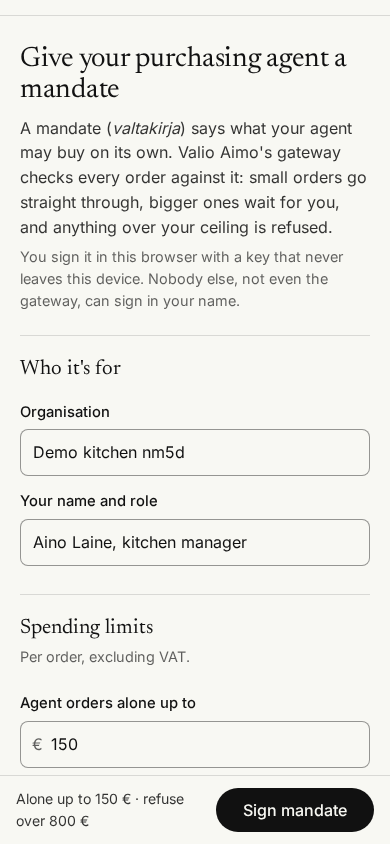 Give your purchasing agent a
mandate
A mandate (valtakirja) says what your agent
may buy on its own. Valio Aimo's gateway
checks every order against it: small orders go
straight through, bigger ones wait for you,
and anything over your ceiling is refused.
You sign it in this browser with a key that never
leaves this device. Nobody else, not even the
gateway, can sign in your name.
Who it's for
Organisation
Demo kitchen nm5d
Your name and role
Aino Laine, kitchen manager
Spending limits
Per order, excluding VAT.
Agent orders alone up to
€ 150
Alone up to 150 € · refuse
over 800 €
Sign mandate